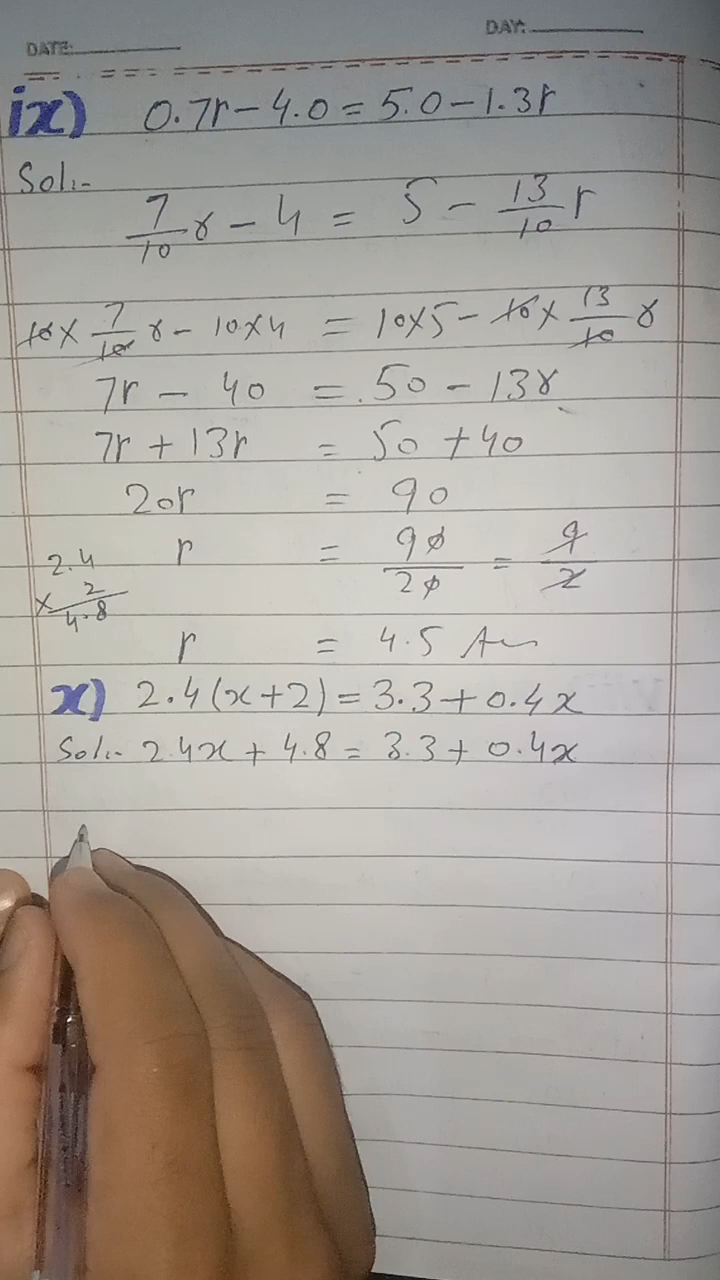 DATE: DAY:
ix) 0.7r - 4.0 = 5.0 - 1.3r
Sol:-
7/10 r - 4 = 5 - 13/10 r
10 × 7/10 r - 10×4 = 10×5 - 10 × 13/10 r
7r - 40 = 50 - 13r
7r + 13r = 50 + 40
20r = 90
r = 90/20 = 9/2
2.4
× 2
4.8
r = 4.5 An
x) 2.4(x+2) = 3.3 + 0.4x
Sol:- 2.4x + 4.8 = 3.3 + 0.4x